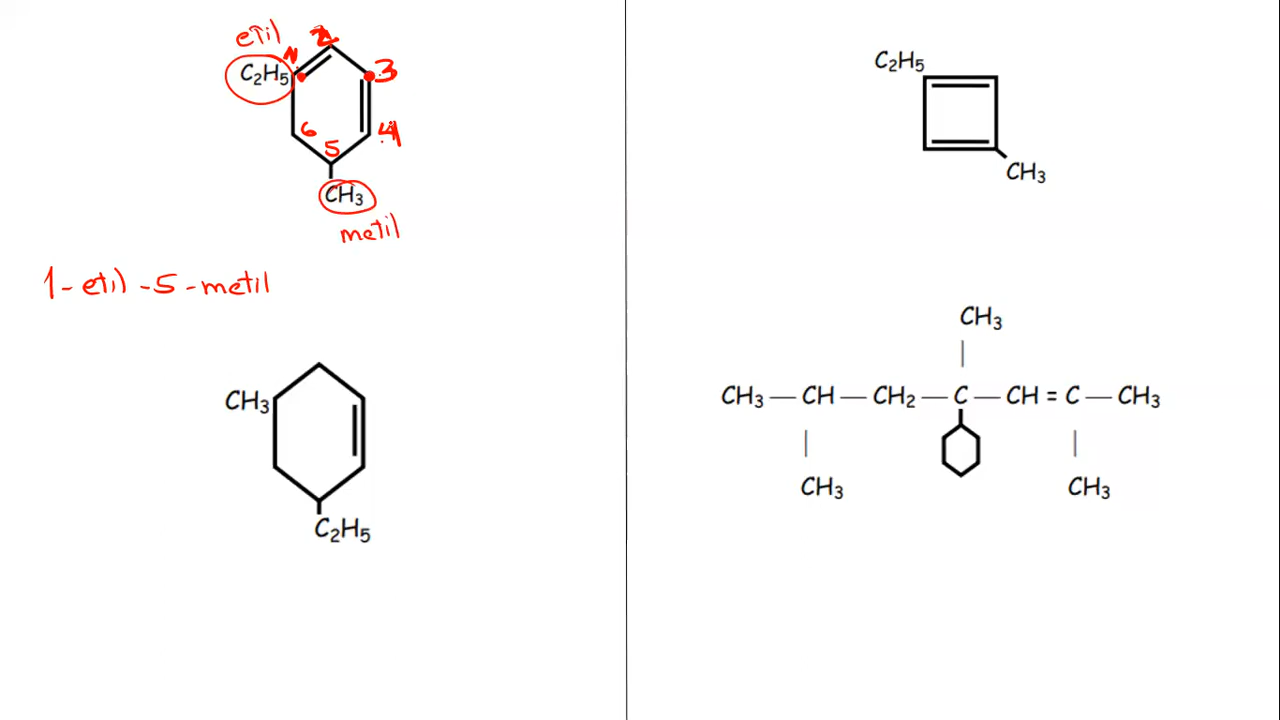 etil
1 2 3
C₂H₅
6 4
5
CH₃
metil
1- etil -5 -metil
CH₃
C₂H₅
C₂H₅
CH₃
CH₃
CH₃ — CH — CH₂ — C — CH = C — CH₃
CH₃ CH₃